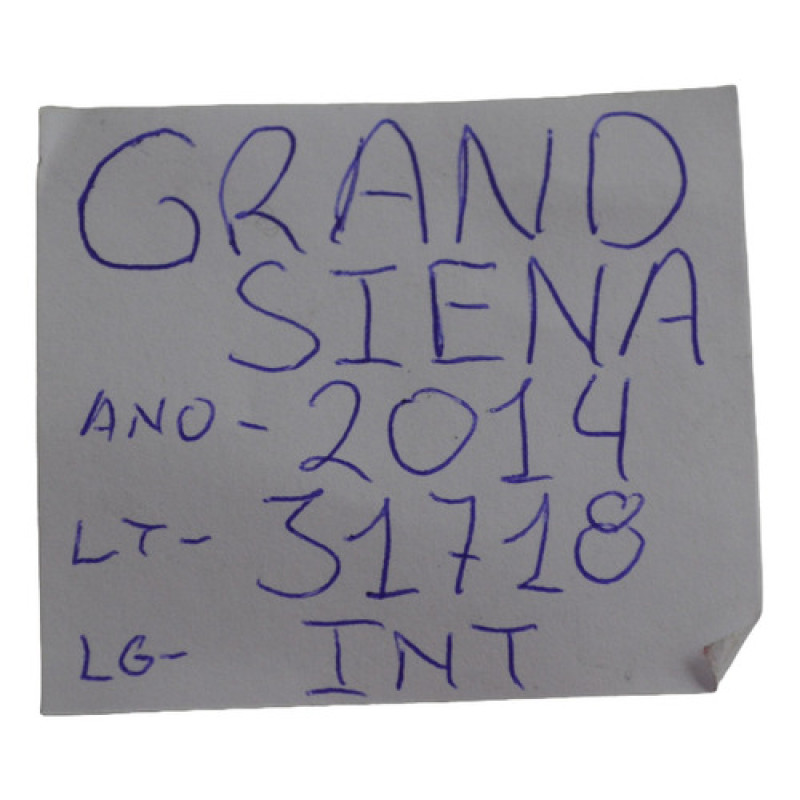 GRAND
SIENA
ANO- 2014
LT- 31718
LG- INT